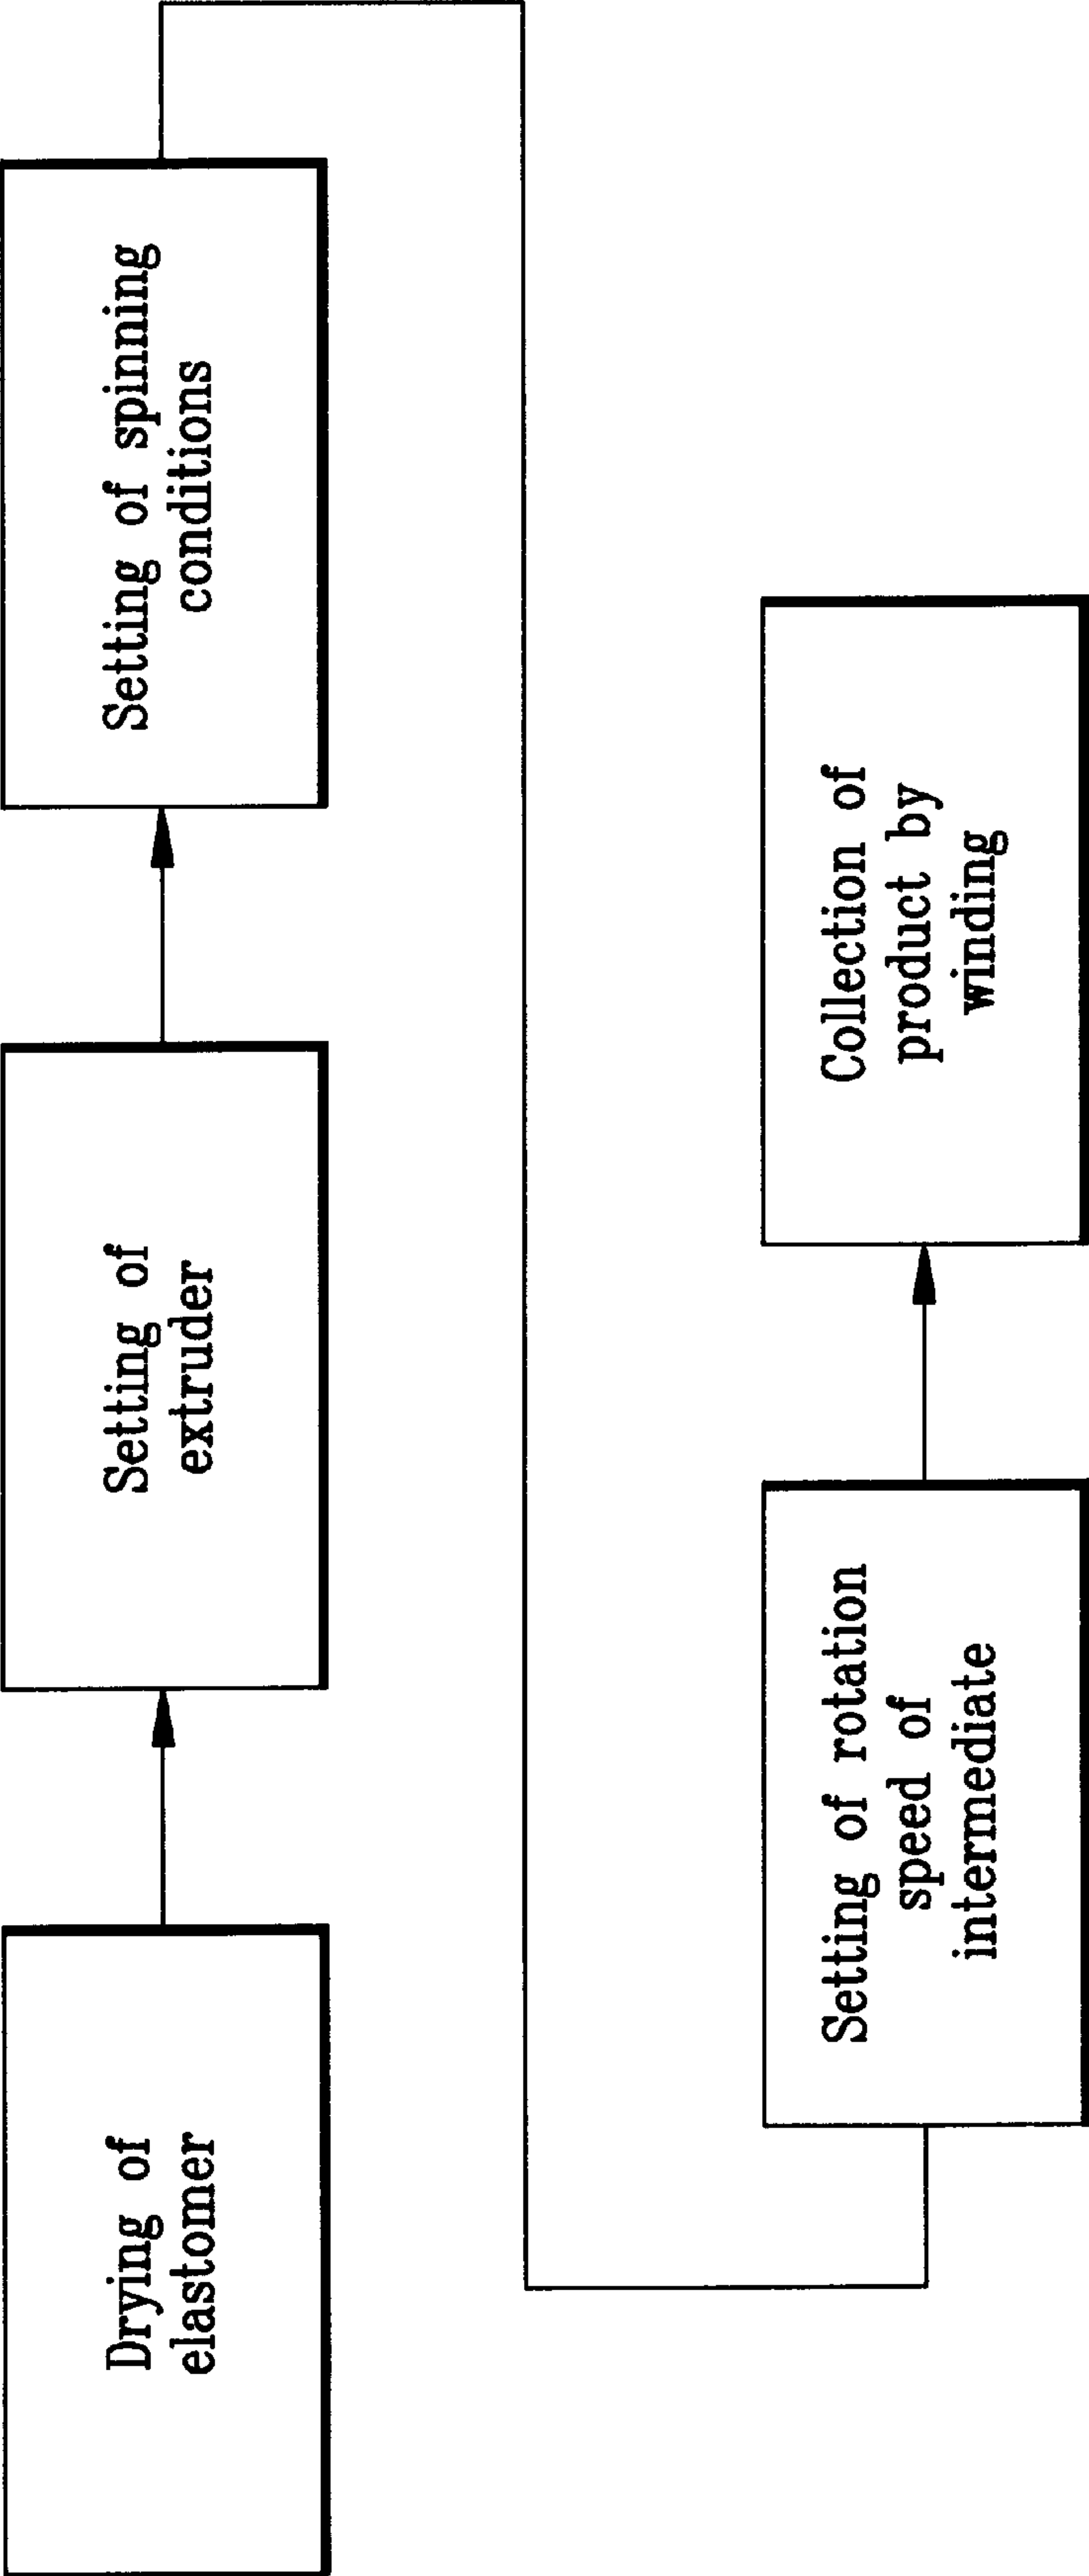 Drying of
elastomer
Setting of
extruder
Setting of spinning
conditions
Setting of rotation
speed of
intermediate
Collection of
product by
winding